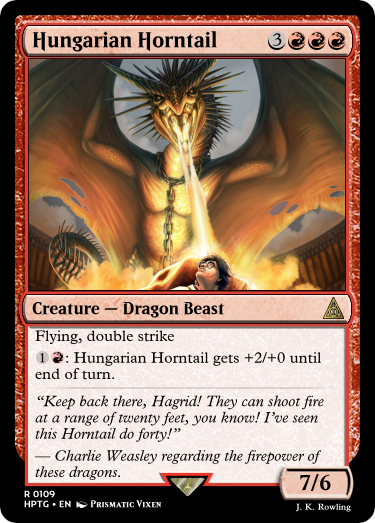 Hungarian Horntail 3
Creature — Dragon Beast
Flying, double strike
1 : Hungarian Horntail gets +2/+0 until
end of turn.
“Keep back there, Hagrid! They can shoot fire
at a range of twenty feet, you know! I’ve seen
this Horntail do forty!”
— Charlie Weasley regarding the firepower of
these dragons.
7/6
R 0109
HPTG • EN Prismatic Vixen
J. K. Rowling